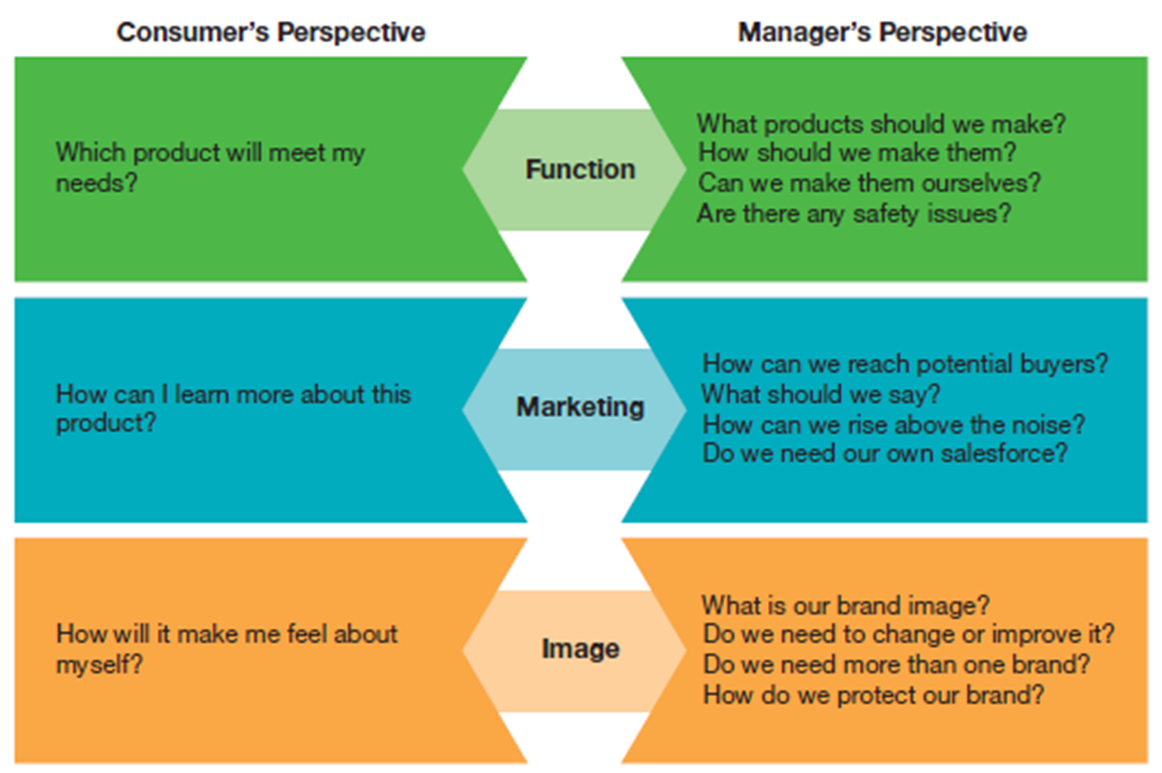 Consumer's Perspective
Manager's Perspective
Which product will meet my
needs?
Function
What products should we make?
How should we make them?
Can we make them ourselves?
Are there any safety issues?
How can I learn more about this
product?
Marketing
How can we reach potential buyers?
What should we say?
How can we rise above the noise?
Do we need our own salesforce?
How will it make me feel about
myself?
Image
What is our brand image?
Do we need to change or improve it?
Do we need more than one brand?
How do we protect our brand?